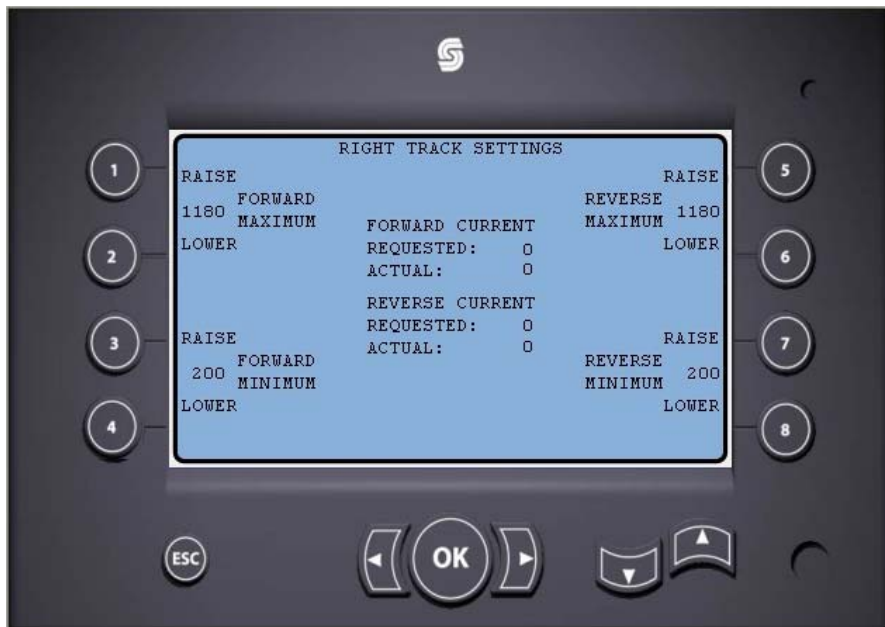 RIGHT TRACK SETTINGS
1
RAISE
1180 FORWARD MAXIMUM
LOWER
2
3
RAISE
200 FORWARD MINIMUM
LOWER
4
FORWARD CURRENT
REQUESTED: 0
ACTUAL: 0
REVERSE CURRENT
REQUESTED: 0
ACTUAL: 0
RAISE
5
REVERSE MAXIMUM 1180
LOWER
6
RAISE
7
REVERSE MINIMUM 200
LOWER
8
ESC
OK